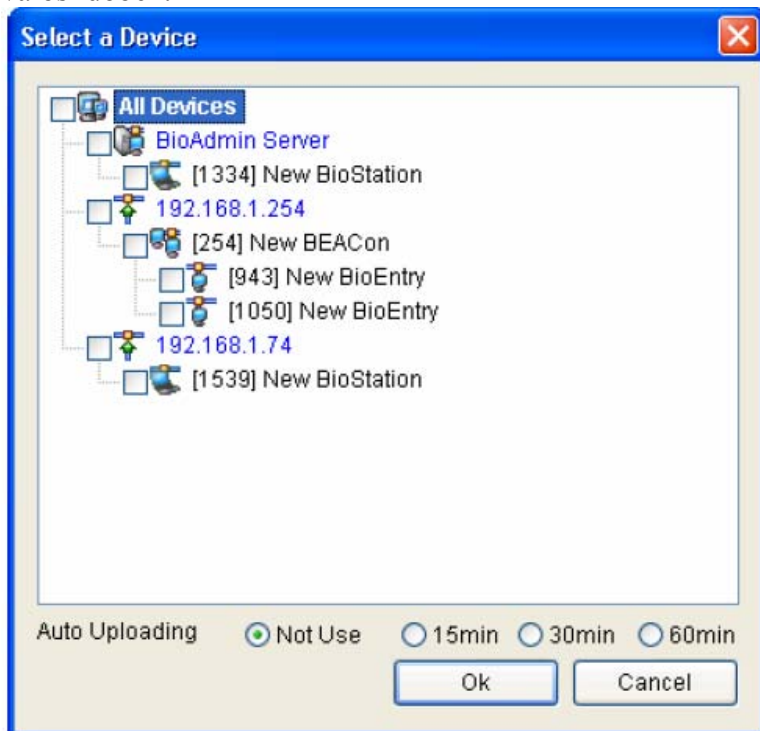 Select a Device
All Devices
BioAdmin Server
[1334] New BioStation
192.168.1.254
[254] New BEACon
[943] New BioEntry
[1050] New BioEntry
192.168.1.74
[1539] New BioStation
Auto Uploading Not Use 15min 30min 60min
Ok Cancel